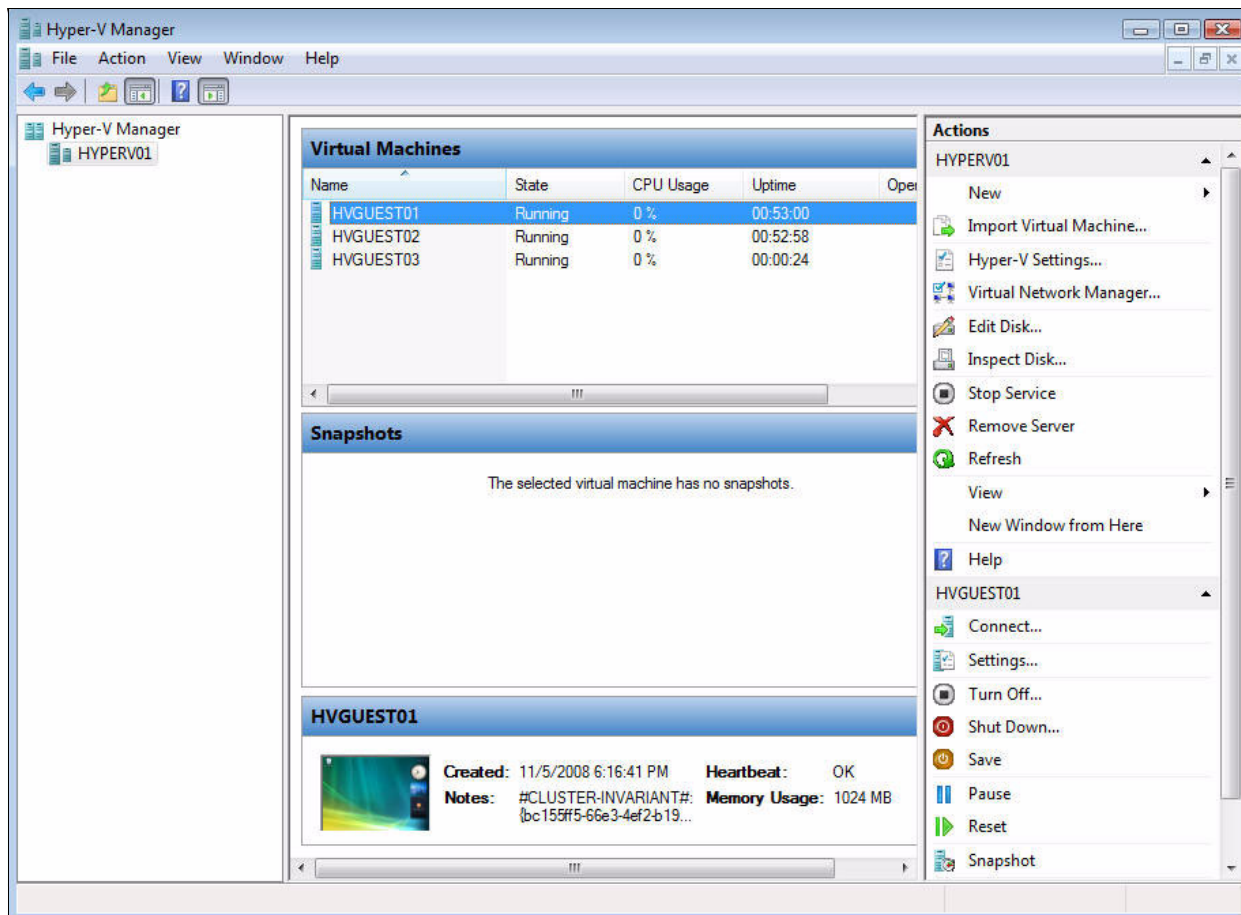 Hyper-V Manager
File Action View Window Help
Hyper-V Manager
HYPERV01
Virtual Machines
Name State CPU Usage Uptime Oper
HVGUEST01 Running 0 % 00:53:00
HVGUEST02 Running 0 % 00:52:58
HVGUEST03 Running 0 % 00:00:24
Snapshots
The selected virtual machine has no snapshots.
HVGUEST01
Created: 11/5/2008 6:16:41 PM Heartbeat: OK
Notes: #CLUSTER-INVARIANT#: Memory Usage: 1024 MB
{bc155ff5-66e3-4ef2-b19...
Actions
HYPERV01
New
Import Virtual Machine...
Hyper-V Settings...
Virtual Network Manager...
Edit Disk...
Inspect Disk...
Stop Service
Remove Server
Refresh
View
New Window from Here
Help
HVGUEST01
Connect...
Settings...
Turn Off...
Shut Down...
Save
Pause
Reset
Snapshot